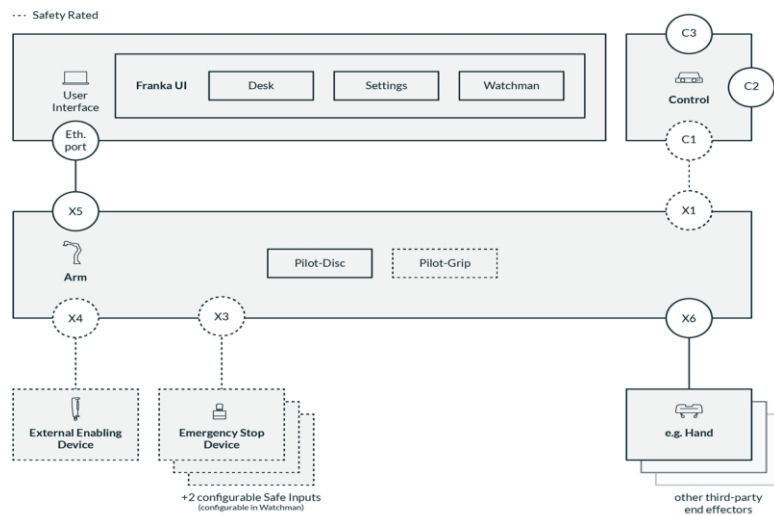 Safety Rated
C3
User
Interface
Franka UI
Desk
Settings
Watchman
Control
C2
Eth.
port
C1
X5
X1
Arm
Pilot-Disc
Pilot-Grip
X4
X3
X6
External Enabling
Device
Emergency Stop
Device
e.g. Hand
+2 configurable Safe Inputs
(configurable in Watchman)
other third-party
end effectors